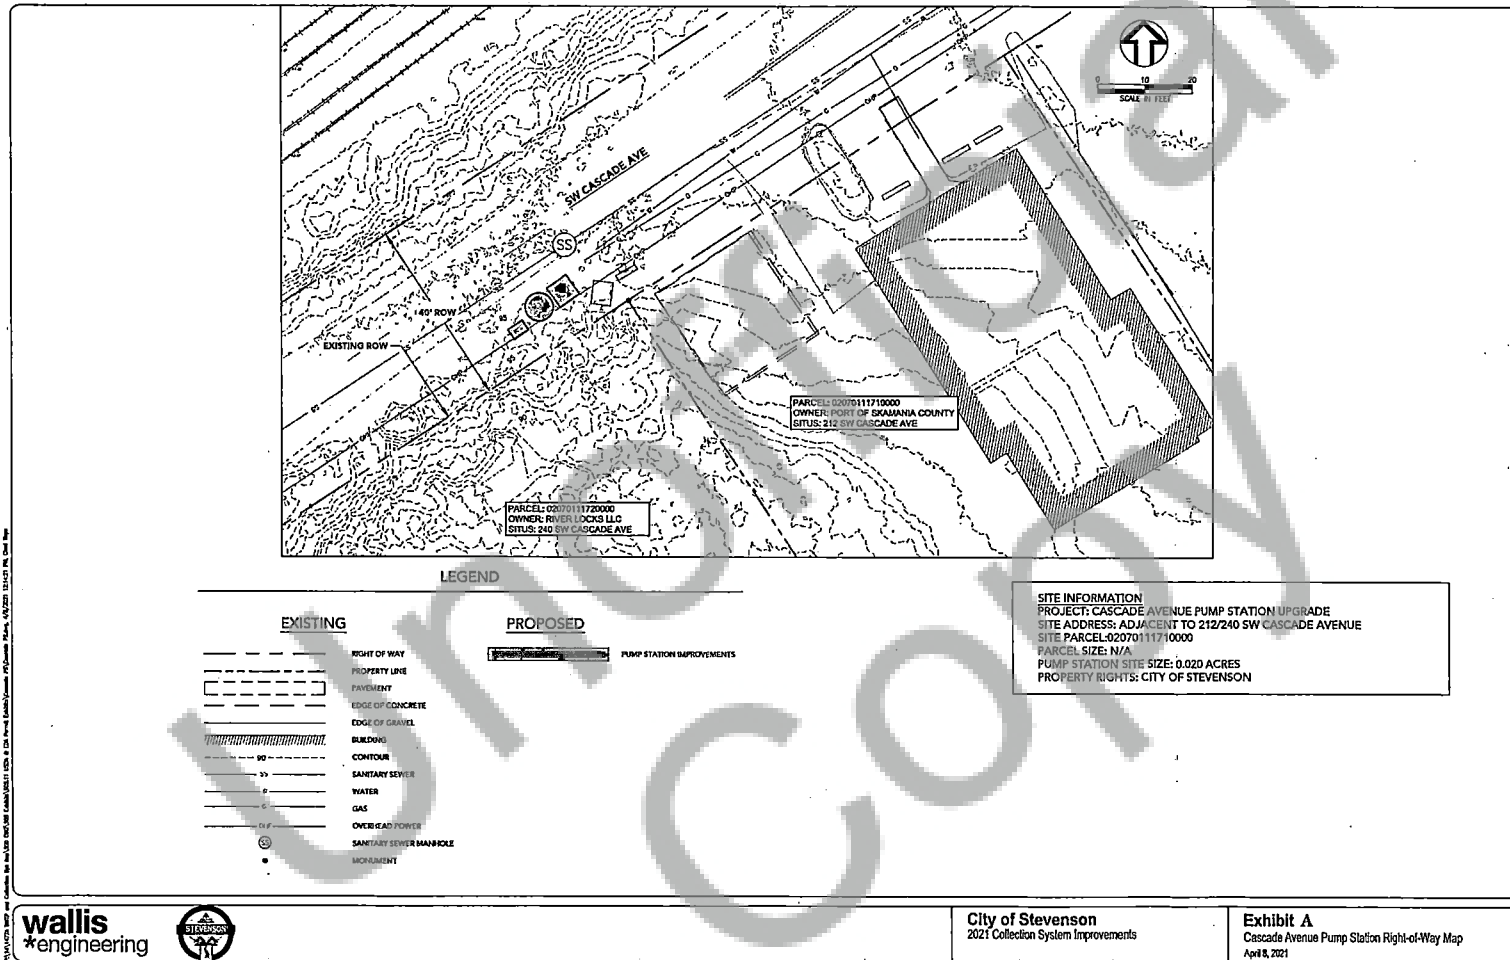 0 10 20
SCALE IN FEET
SW CASCADE AVE
SS
40' ROW
EXISTING ROW
PARCEL: 02070111710000
OWNER: PORT OF SKAMANIA COUNTY
SITUS: 212 SW CASCADE AVE
PARCEL: 02070111720000
OWNER: RIVER LOCKS LLC
SITUS: 240 SW CASCADE AVE
LEGEND
EXISTING
RIGHT OF WAY
PROPERTY LINE
PAVEMENT
EDGE OF CONCRETE
EDGE OF GRAVEL
BUILDING
90 CONTOUR
SS SANITARY SEWER
WATER
G GAS
OHP OVERHEAD POWER
SS SANITARY SEWER MANHOLE
MONUMENT
PROPOSED
PUMP STATION IMPROVEMENTS
SITE INFORMATION
PROJECT: CASCADE AVENUE PUMP STATION UPGRADE
SITE ADDRESS: ADJACENT TO 212/240 SW CASCADE AVENUE
SITE PARCEL:02070111710000
PARCEL SIZE: N/A
PUMP STATION SITE SIZE: 0.020 ACRES
PROPERTY RIGHTS: CITY OF STEVENSON
Unofficial
Copy
wallis
*engineering
STEVENSON
City of Stevenson
2021 Collection System Improvements
Exhibit A
Cascade Avenue Pump Station Right-of-Way Map
April 8, 2021